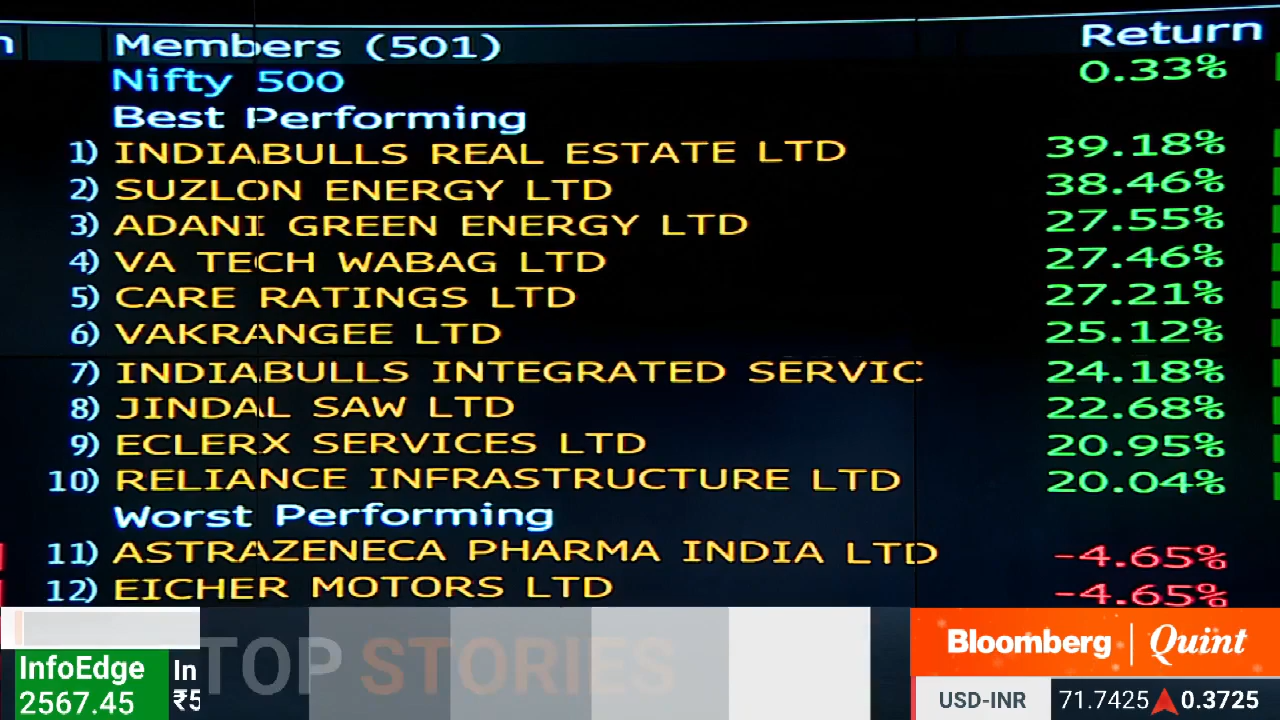 n Members (501) Return
Nifty 500 0.33%
Best Performing
1) INDIABULLS REAL ESTATE LTD 39.18%
2) SUZLON ENERGY LTD 38.46%
3) ADANI GREEN ENERGY LTD 27.55%
4) VA TECH WABAG LTD 27.46%
5) CARE RATINGS LTD 27.21%
6) VAKRANGEE LTD 25.12%
7) INDIABULLS INTEGRATED SERVIC 24.18%
8) JINDAL SAW LTD 22.68%
9) ECLERX SERVICES LTD 20.95%
10) RELIANCE INFRASTRUCTURE LTD 20.04%
Worst Performing
11) ASTRAZENECA PHARMA INDIA LTD -4.65%
12) EICHER MOTORS LTD -4.65%
TOP STORIES
Bloomberg | Quint
InfoEdge In
2567.45 ₹5
USD-INR 71.7425 0.3725